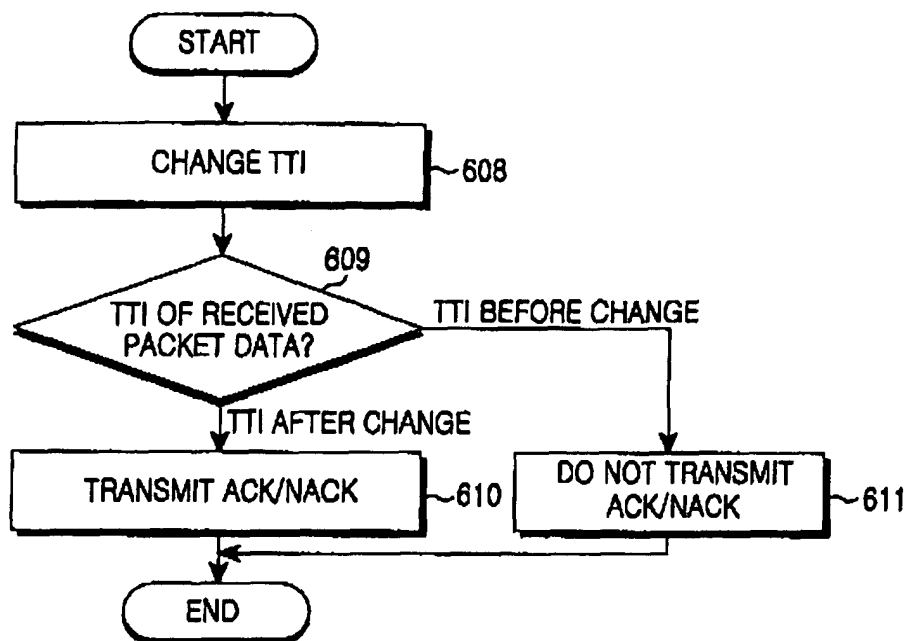 START
CHANGE TTI
608
609
TTI OF RECEIVED
PACKET DATA?
TTI BEFORE CHANGE
TTI AFTER CHANGE
TRANSMIT ACK/NACK
610
DO NOT TRANSMIT
ACK/NACK
611
END